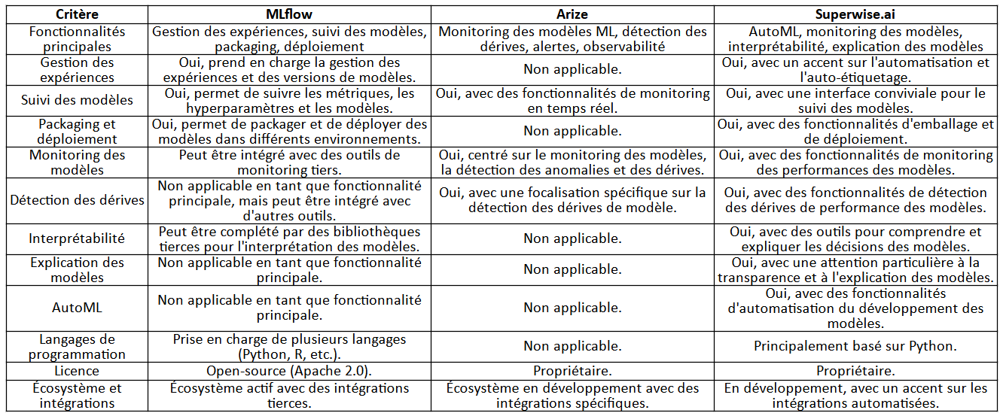 Critère
MLflow
Arize
Superwise.ai
Fonctionnalités
principales
Gestion des expériences, suivi des modèles,
packaging, déploiement
Monitoring des modèles ML, détection des
dérives, alertes, observabilité
AutoML, monitoring des modèles,
interprétabilité, explication des modèles
Gestion des
expériences
Oui, prend en charge la gestion des
expériences et des versions de modèles.
Non applicable.
Oui, avec un accent sur l'automatisation et
l'auto-étiquetage.
Suivi des modèles
Oui, permet de suivre les métriques, les
hyperparamètres et les modèles.
Oui, avec des fonctionnalités de monitoring
en temps réel.
Oui, avec une interface conviviale pour le
suivi des modèles.
Packaging et
déploiement
Oui, permet de packager et de déployer des
modèles dans différents environnements.
Non applicable.
Oui, avec des fonctionnalités d'emballage et
de déploiement.
Monitoring des
modèles
Peut être intégré avec des outils de
monitoring tiers.
Oui, centré sur le monitoring des modèles,
la détection des anomalies et des dérives.
Oui, avec des fonctionnalités de monitoring
des performances des modèles.
Détection des dérives
Non applicable en tant que fonctionnalité
principale, mais peut être intégré avec
d'autres outils.
Oui, avec une focalisation spécifique sur la
détection des dérives de modèle.
Oui, avec des fonctionnalités de détection
des dérives de performance des modèles.
Interprétabilité
Peut être complété par des bibliothèques
tierces pour l'interprétation des modèles.
Non applicable.
Oui, avec des outils pour comprendre et
expliquer les décisions des modèles.
Explication des
modèles
Non applicable en tant que fonctionnalité
principale.
Non applicable.
Oui, avec une attention particulière à la
transparence et à l'explication des modèles.
AutoML
Non applicable en tant que fonctionnalité
principale.
Non applicable.
Oui, avec des fonctionnalités
d'automatisation du développement des
modèles.
Langages de
programmation
Prise en charge de plusieurs langages
(Python, R, etc.).
Non applicable.
Principalement basé sur Python.
Licence
Open-source (Apache 2.0).
Propriétaire.
Propriétaire.
Écosystème et
intégrations
Écosystème actif avec des intégrations
tierces.
Écosystème en développement avec des
intégrations spécifiques.
En développement, avec un accent sur les
intégrations automatisées.